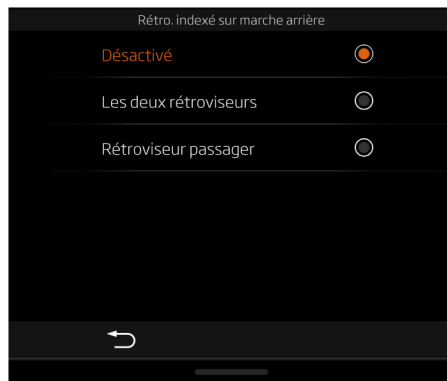 Rétro. indexé sur marche arrière
Désactivé
Les deux rétroviseurs
Rétroviseur passager